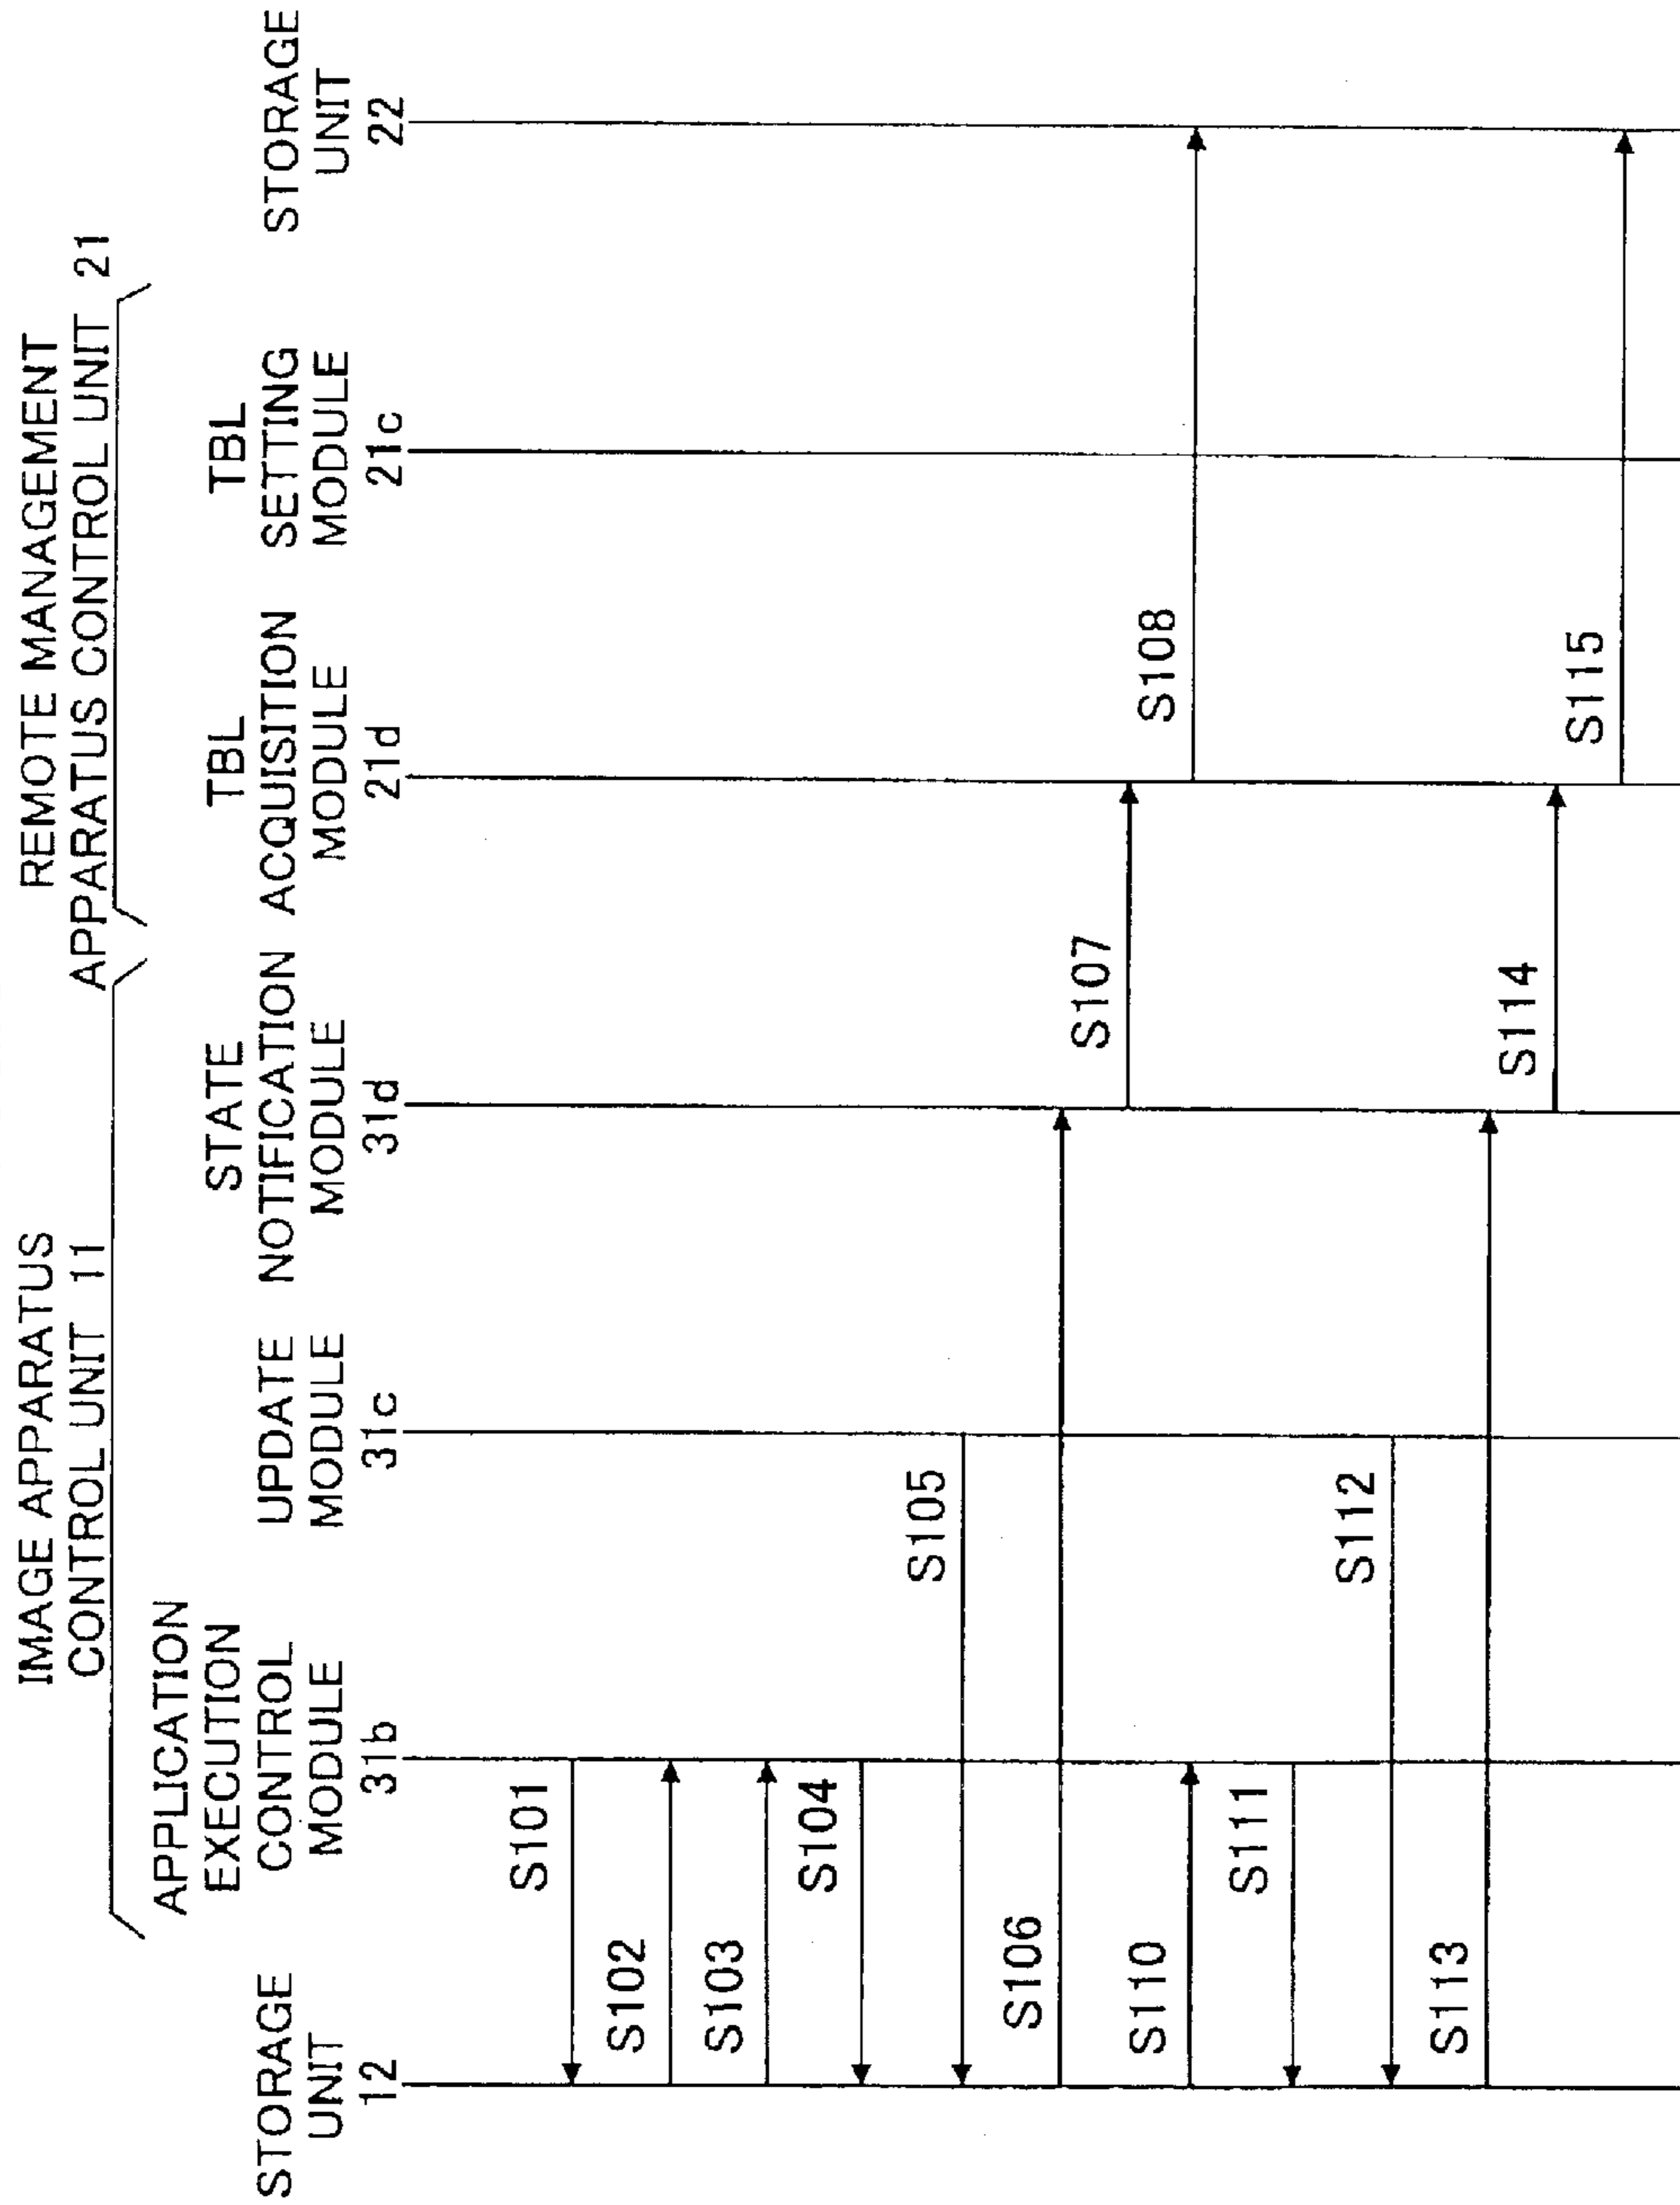 IMAGE APPARATUS
CONTROL UNIT 11
REMOTE MANAGEMENT
APPARATUS CONTROL UNIT 21
STORAGE
UNIT
12
APPLICATION
EXECUTION
CONTROL
MODULE
31b
UPDATE
MODULE
31c
STATE
NOTIFICATION
MODULE
31d
TBL
ACQUISITION
MODULE
21d
TBL
SETTING
MODULE
21c
STORAGE
UNIT
22
S101
S102
S103
S104
S105
S106
S107
S108
S110
S111
S112
S113
S114
S115